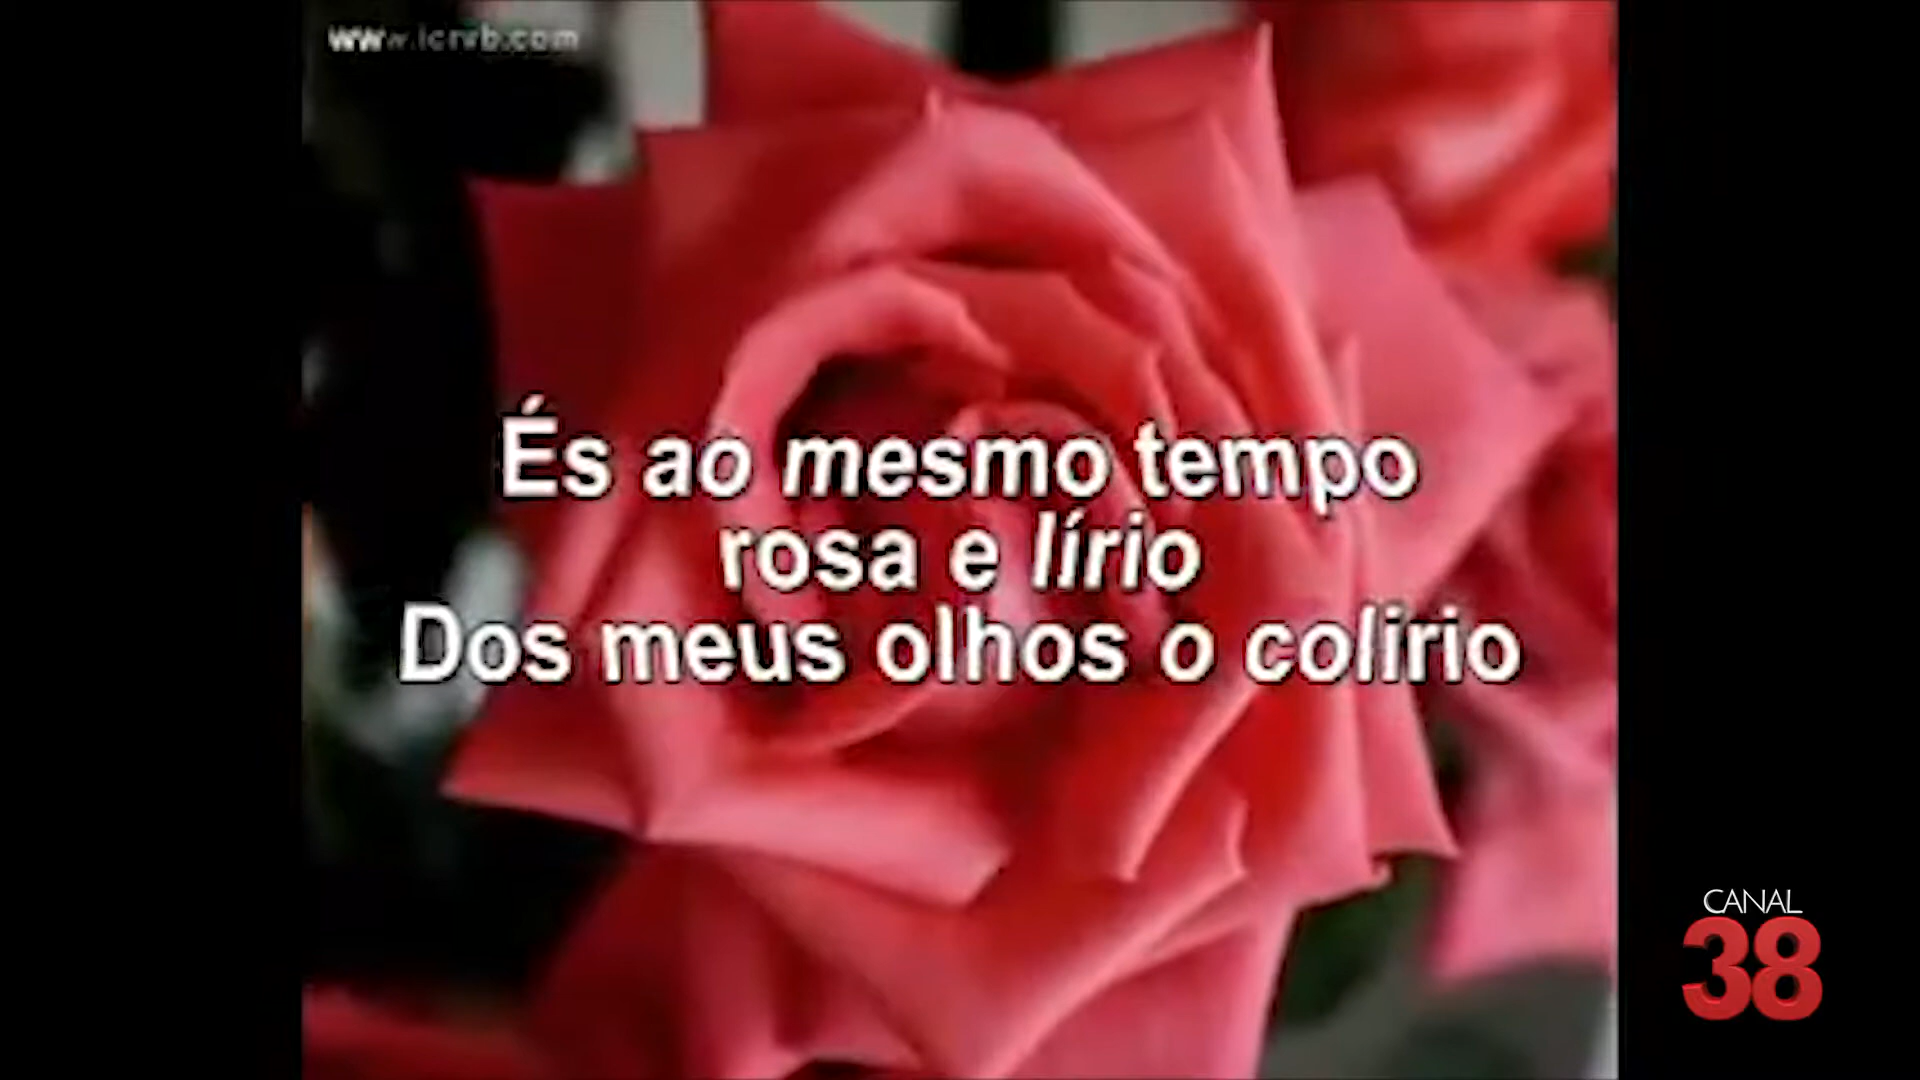 És ao mesmo tempo
rosa e lírio
Dos meus olhos o colírio
CANAL
38